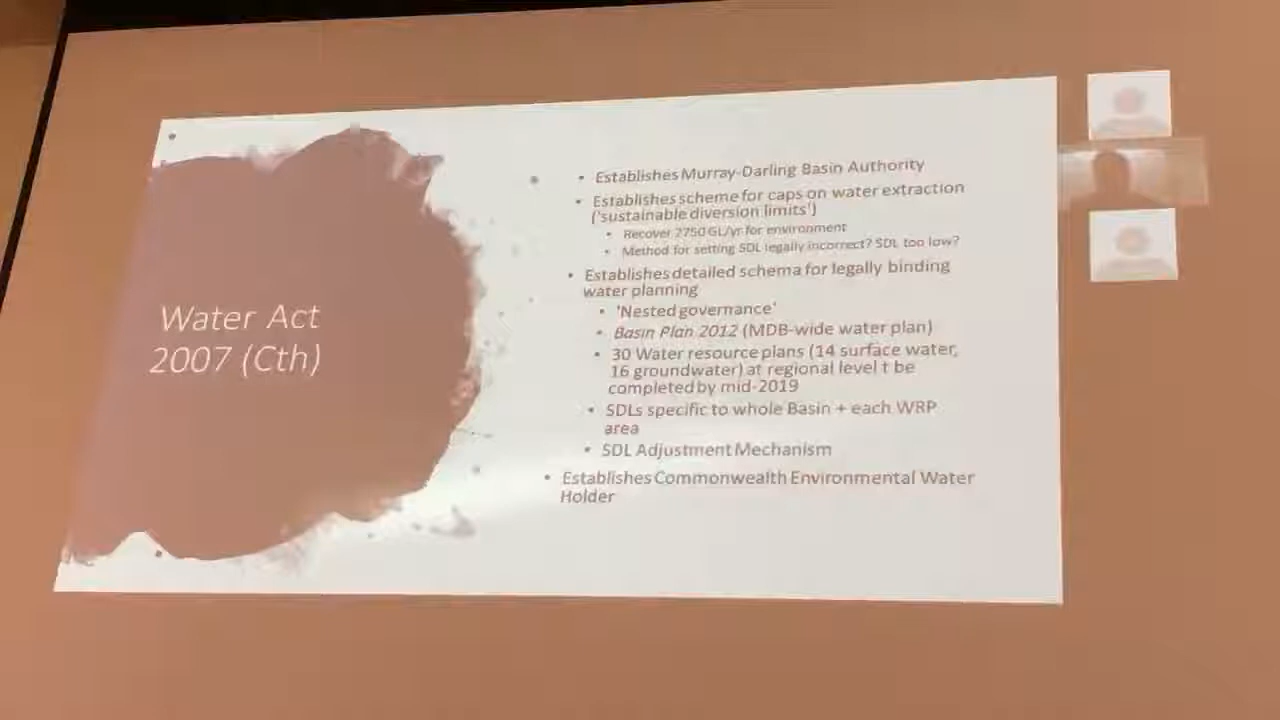 Water Act
2007 (Cth)
• Establishes Murray-Darling Basin Authority
• Establishes scheme for caps on water extraction
('sustainable diversion limits')
• Recover 2750 GL/yr for environment
• Method for setting SDL legally incorrect? SDL too low?
• Establishes detailed schema for legally binding
water planning
• 'Nested governance'
• Basin Plan 2012 (MDB-wide water plan)
• 30 Water resource plans (14 surface water,
16 groundwater) at regional level t be
completed by mid-2019
• SDLs specific to whole Basin + each WRP
area
• SDL Adjustment Mechanism
• Establishes Commonwealth Environmental Water
Holder